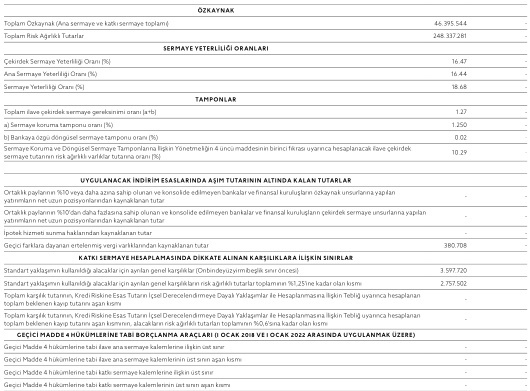 ÖZKAYNAK
Toplam Özkaynak (Ana sermaye ve katkı sermaye toplamı) 46.395.544 -
Toplam Risk Ağırlıklı Tutarlar 248.337.281 -
SERMAYE YETERLİLİĞİ ORANLARI
Çekirdek Sermaye Yeterliliği Oranı (%) 16.47 -
Ana Sermaye Yeterliliği Oranı (%) 16.44 -
Sermaye Yeterliliği Oranı (%) 18.68 -
TAMPONLAR
Toplam ilave çekirdek sermaye gereksinimi oranı (a+b) 1.27 -
a) Sermaye koruma tamponu oranı (%) 1.250 -
b) Bankaya özgü döngüsel sermaye tamponu oranı (%) 0.02 -
Sermaye Koruma ve Döngüsel Sermaye Tamponlarına İlişkin Yönetmeliğin 4 üncü maddesinin birinci fıkrası uyarınca hesaplanacak ilave çekirdek
sermaye tutarının risk ağırlıklı varlıklar tutarına oranı (%) 10.29 -
UYGULANACAK İNDİRİM ESASLARINDA AŞIM TUTARININ ALTINDA KALAN TUTARLAR
Ortaklık paylarının %10 veya daha azına sahip olunan ve konsolide edilmeyen bankalar ve finansal kuruluşların özkaynak unsurlarına yapılan
yatırımların net uzun pozisyonlarından kaynaklanan tutar - -
Ortaklık paylarının %10'dan daha fazlasına sahip olunan ve konsolide edilmeyen bankalar ve finansal kuruluşların çekirdek sermaye unsurlarına yapılan
yatırımların net uzun pozisyonlarından kaynaklanan tutar - -
İpotek hizmeti sunma haklarından kaynaklanan tutar - -
Geçici farklara dayanan ertelenmiş vergi varlıklarından kaynaklanan tutar 380.708 -
KATKI SERMAYE HESAPLAMASINDA DİKKATE ALINAN KARŞILIKLARA İLİŞKİN SINIRLAR
Standart yaklaşımın kullanıldığı alacaklar için ayrılan genel karşılıklar (Onbindeyüzyirmibeşlik sınır öncesi) 3.597.720 -
Standart yaklaşımın kullanıldığı alacaklar için ayrılan genel karşılıkların risk ağırlıklı tutarlar toplamının %1,25'ine kadar olan kısmı 2.757.502 -
Toplam karşılık tutarının, Kredi Riskine Esas Tutarın İçsel Derecelendirmeye Dayalı Yaklaşımlar ile Hesaplanmasına İlişkin Tebliğ uyarınca hesaplanan
toplam beklenen kayıp tutarını aşan kısmı - -
Toplam karşılık tutarının, Kredi Riskine Esas Tutarın İçsel Derecelendirmeye Dayalı Yaklaşımlar ile Hesaplanmasına İlişkin Tebliğ uyarınca hesaplanan
toplam beklenen kayıp tutarını aşan kısmının, alacakların risk ağırlıklı tutarları toplamının %0,6'sına kadar olan kısmı - -
GEÇİCİ MADDE 4 HÜKÜMLERİNE TABİ BORÇLANMA ARAÇLARI (1 OCAK 2018 VE 1 OCAK 2022 ARASINDA UYGULANMAK ÜZERE)
Geçici Madde 4 hükümlerine tabi ilave ana sermaye kalemlerine ilişkin üst sınır - -
Geçici Madde 4 hükümlerine tabi ilave ana sermaye kalemlerinin üst sınırı aşan kısmı - -
Geçici Madde 4 hükümlerine tabi katkı sermaye kalemlerine ilişkin üst sınır - -
Geçici Madde 4 hükümlerine tabi katkı sermaye kalemlerinin üst sınırı aşan kısmı - -